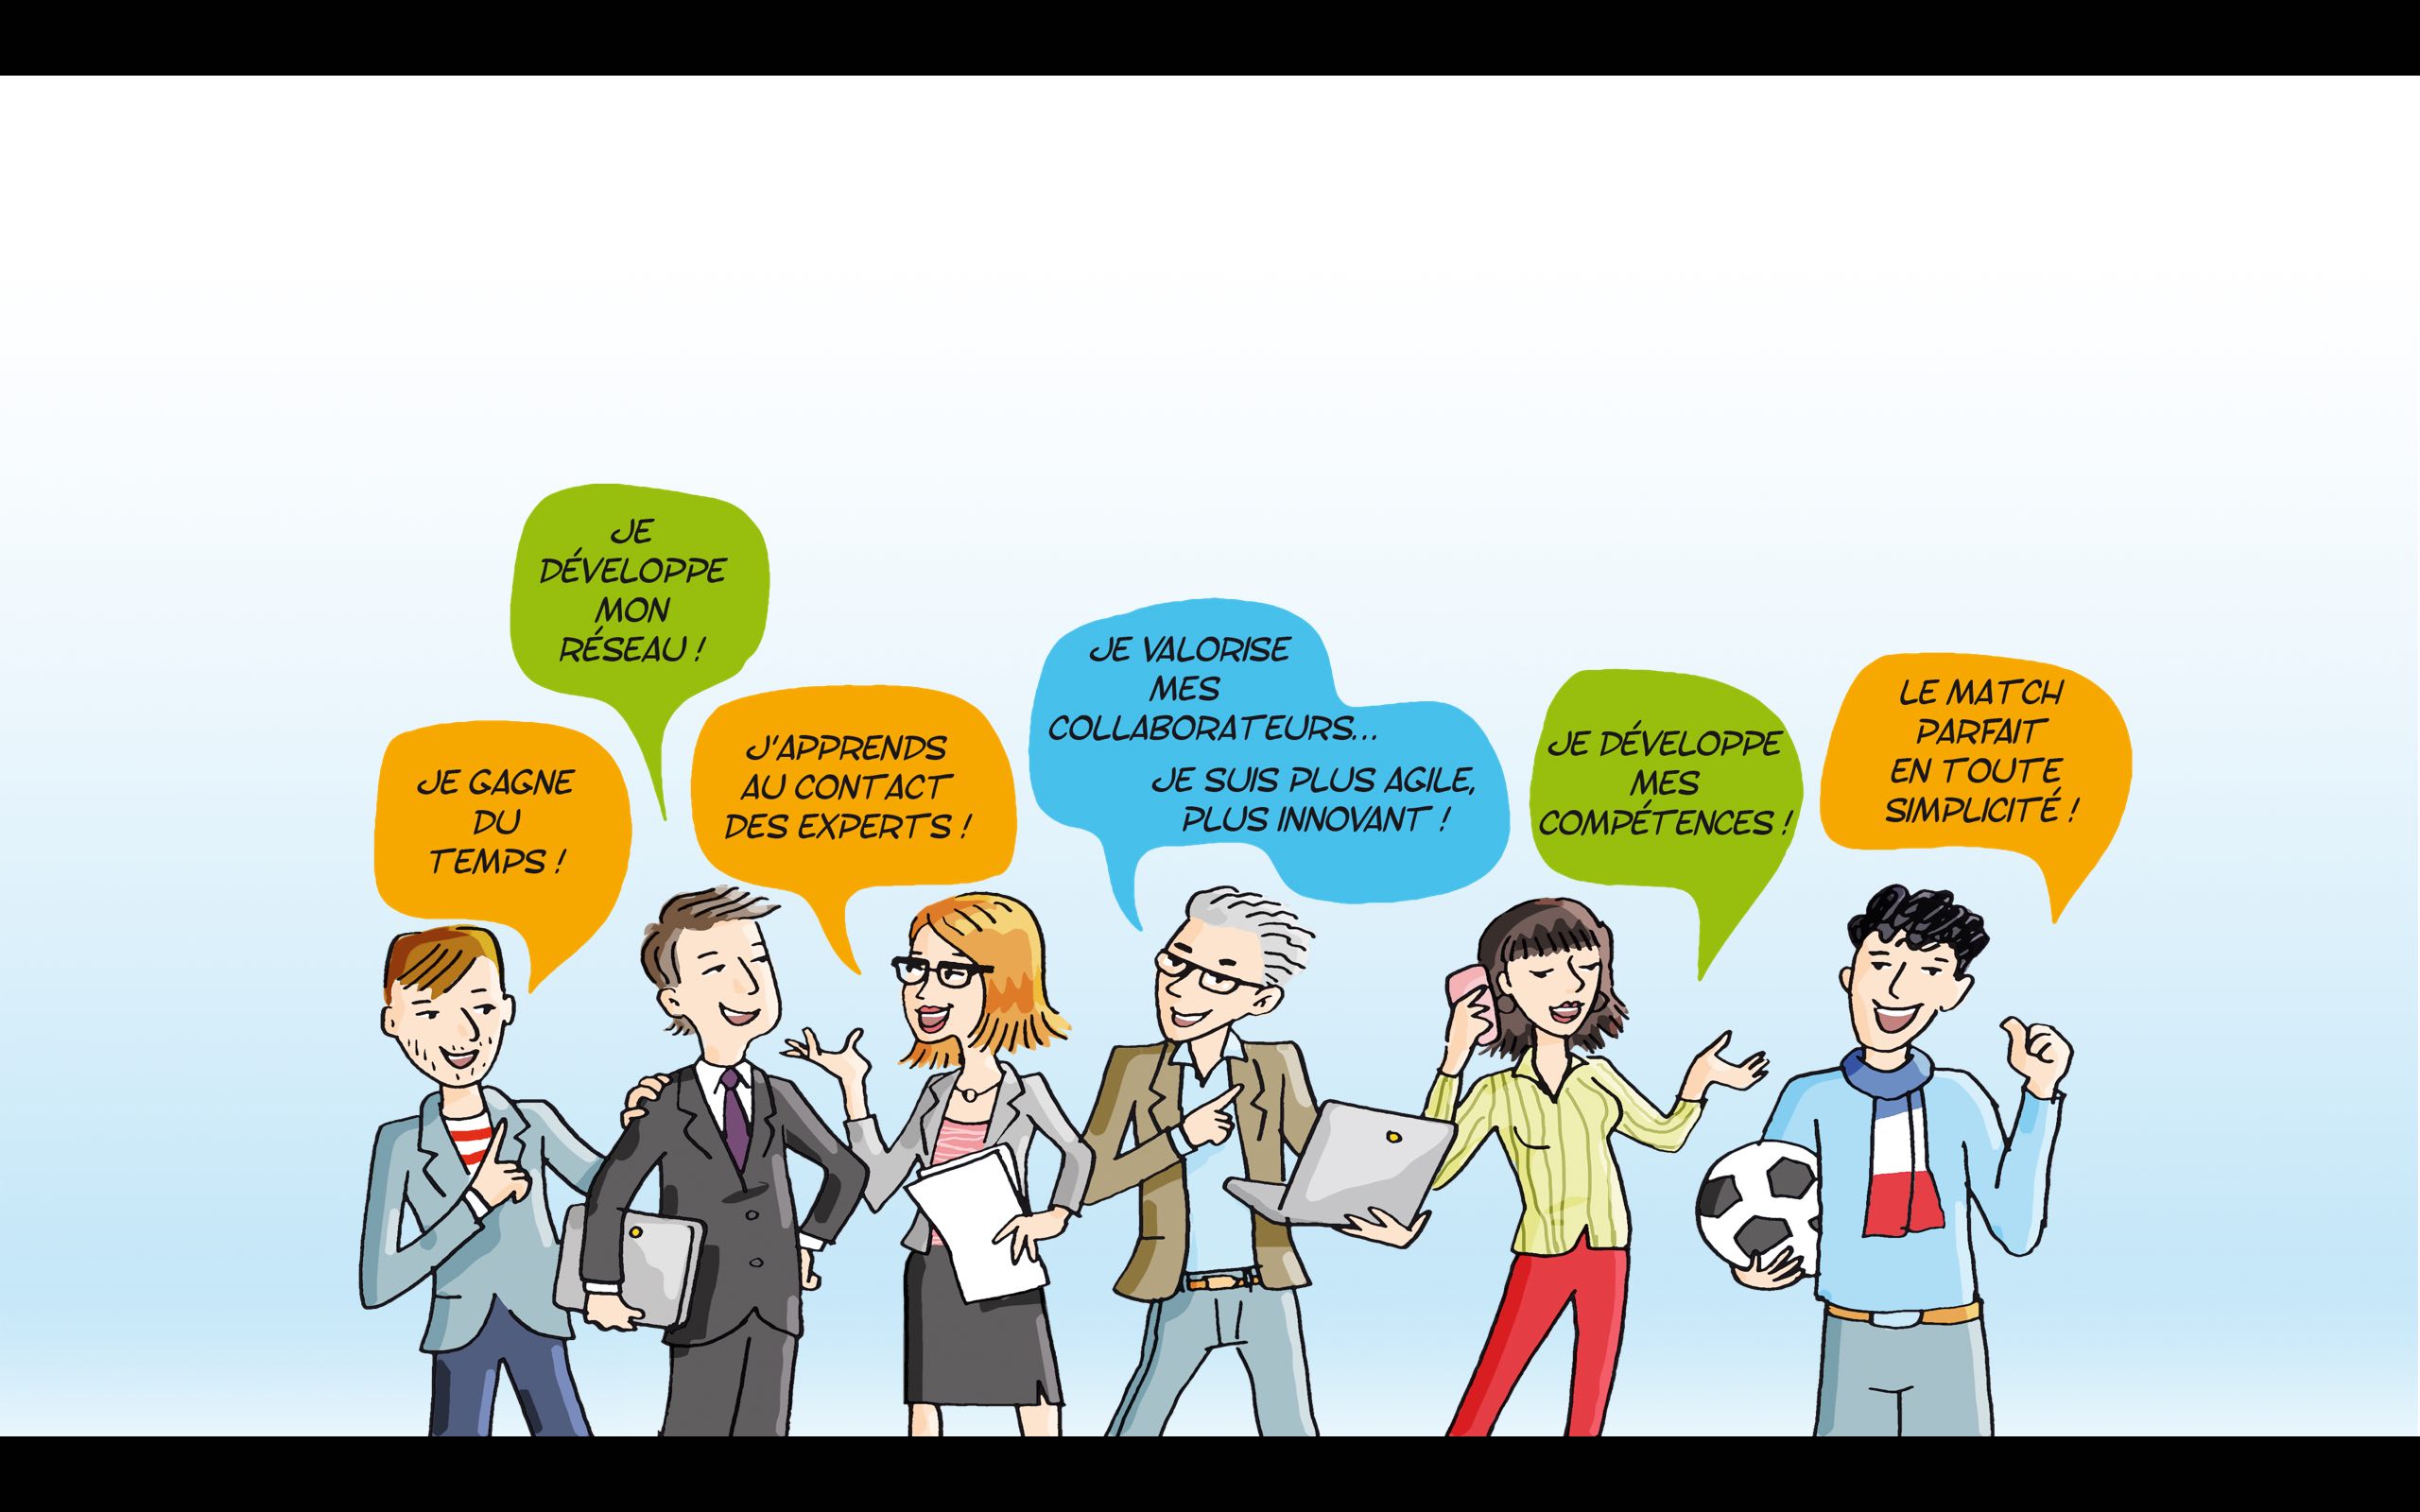 JE
DÉVELOPPE
MON
RÉSEAU !
JE GAGNE
DU
TEMPS !
J'APPRENDS
AU CONTACT
DES EXPERTS !
JE VALORISE
MES
COLLABORATEURS...
JE SUIS PLUS AGILE,
PLUS INNOVANT !
JE DÉVELOPPE
MES
COMPÉTENCES !
LE MATCH
PARFAIT
EN TOUTE
SIMPLICITÉ !